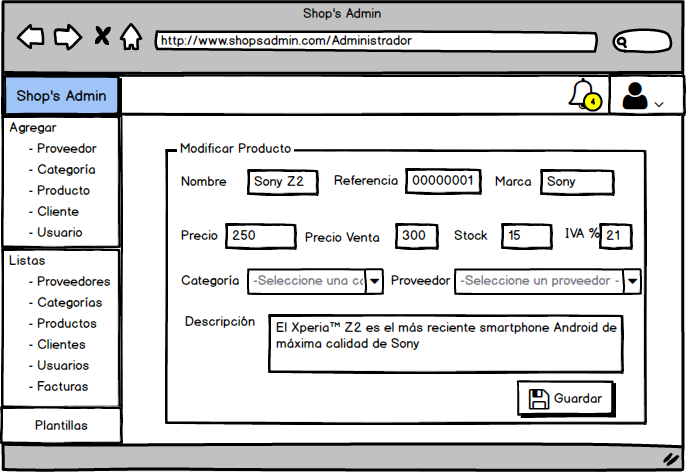 Shop's Admin
http://www.shopsadmin.com/Administrador
Shop's Admin
4
Agregar
- Proveedor
- Categoría
- Producto
- Cliente
- Usuario
Listas
- Proveedores
- Categorías
- Productos
- Clientes
- Usuarios
- Facturas
Plantillas
Modificar Producto
Nombre Sony Z2 Referencia 00000001 Marca Sony
Precio 250 Precio Venta 300 Stock 15 IVA % 21
Categoría -Seleccione una ca Proveedor -Seleccione un proveedor -
Descripción
El Xperia™ Z2 es el más reciente smartphone Android de
máxima calidad de Sony
Guardar